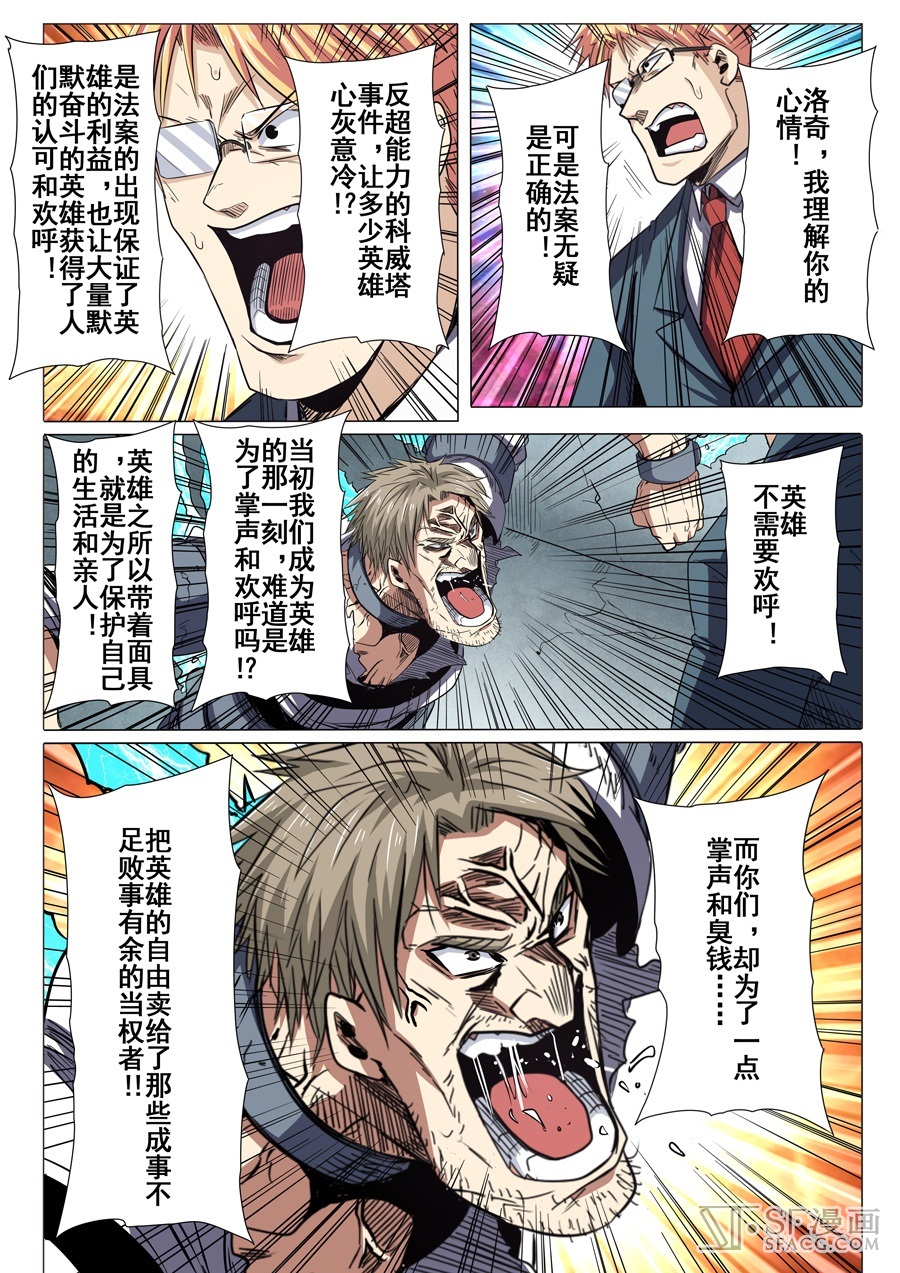 洛奇，我理解你的
心情！
可是法案无疑
是正确的！
反超能力的科威塔
事件，让多少英雄
心灰意冷!?
是法案的出现保证了英
雄的利益，也让大量默
默奋斗的英雄获得了人
们的认可和欢呼！
英雄
不需要欢呼！
当初我们成为英雄
的那一刻，难道是
为了掌声和欢呼吗!?
英雄之所以带着面具
，就是为了保护自己
的生活和亲人！
而你们，却为了一点
掌声和臭钱……
把英雄的自由卖给了那些成事不
足败事有余的当权者!!
SF漫画
SFACG.COM